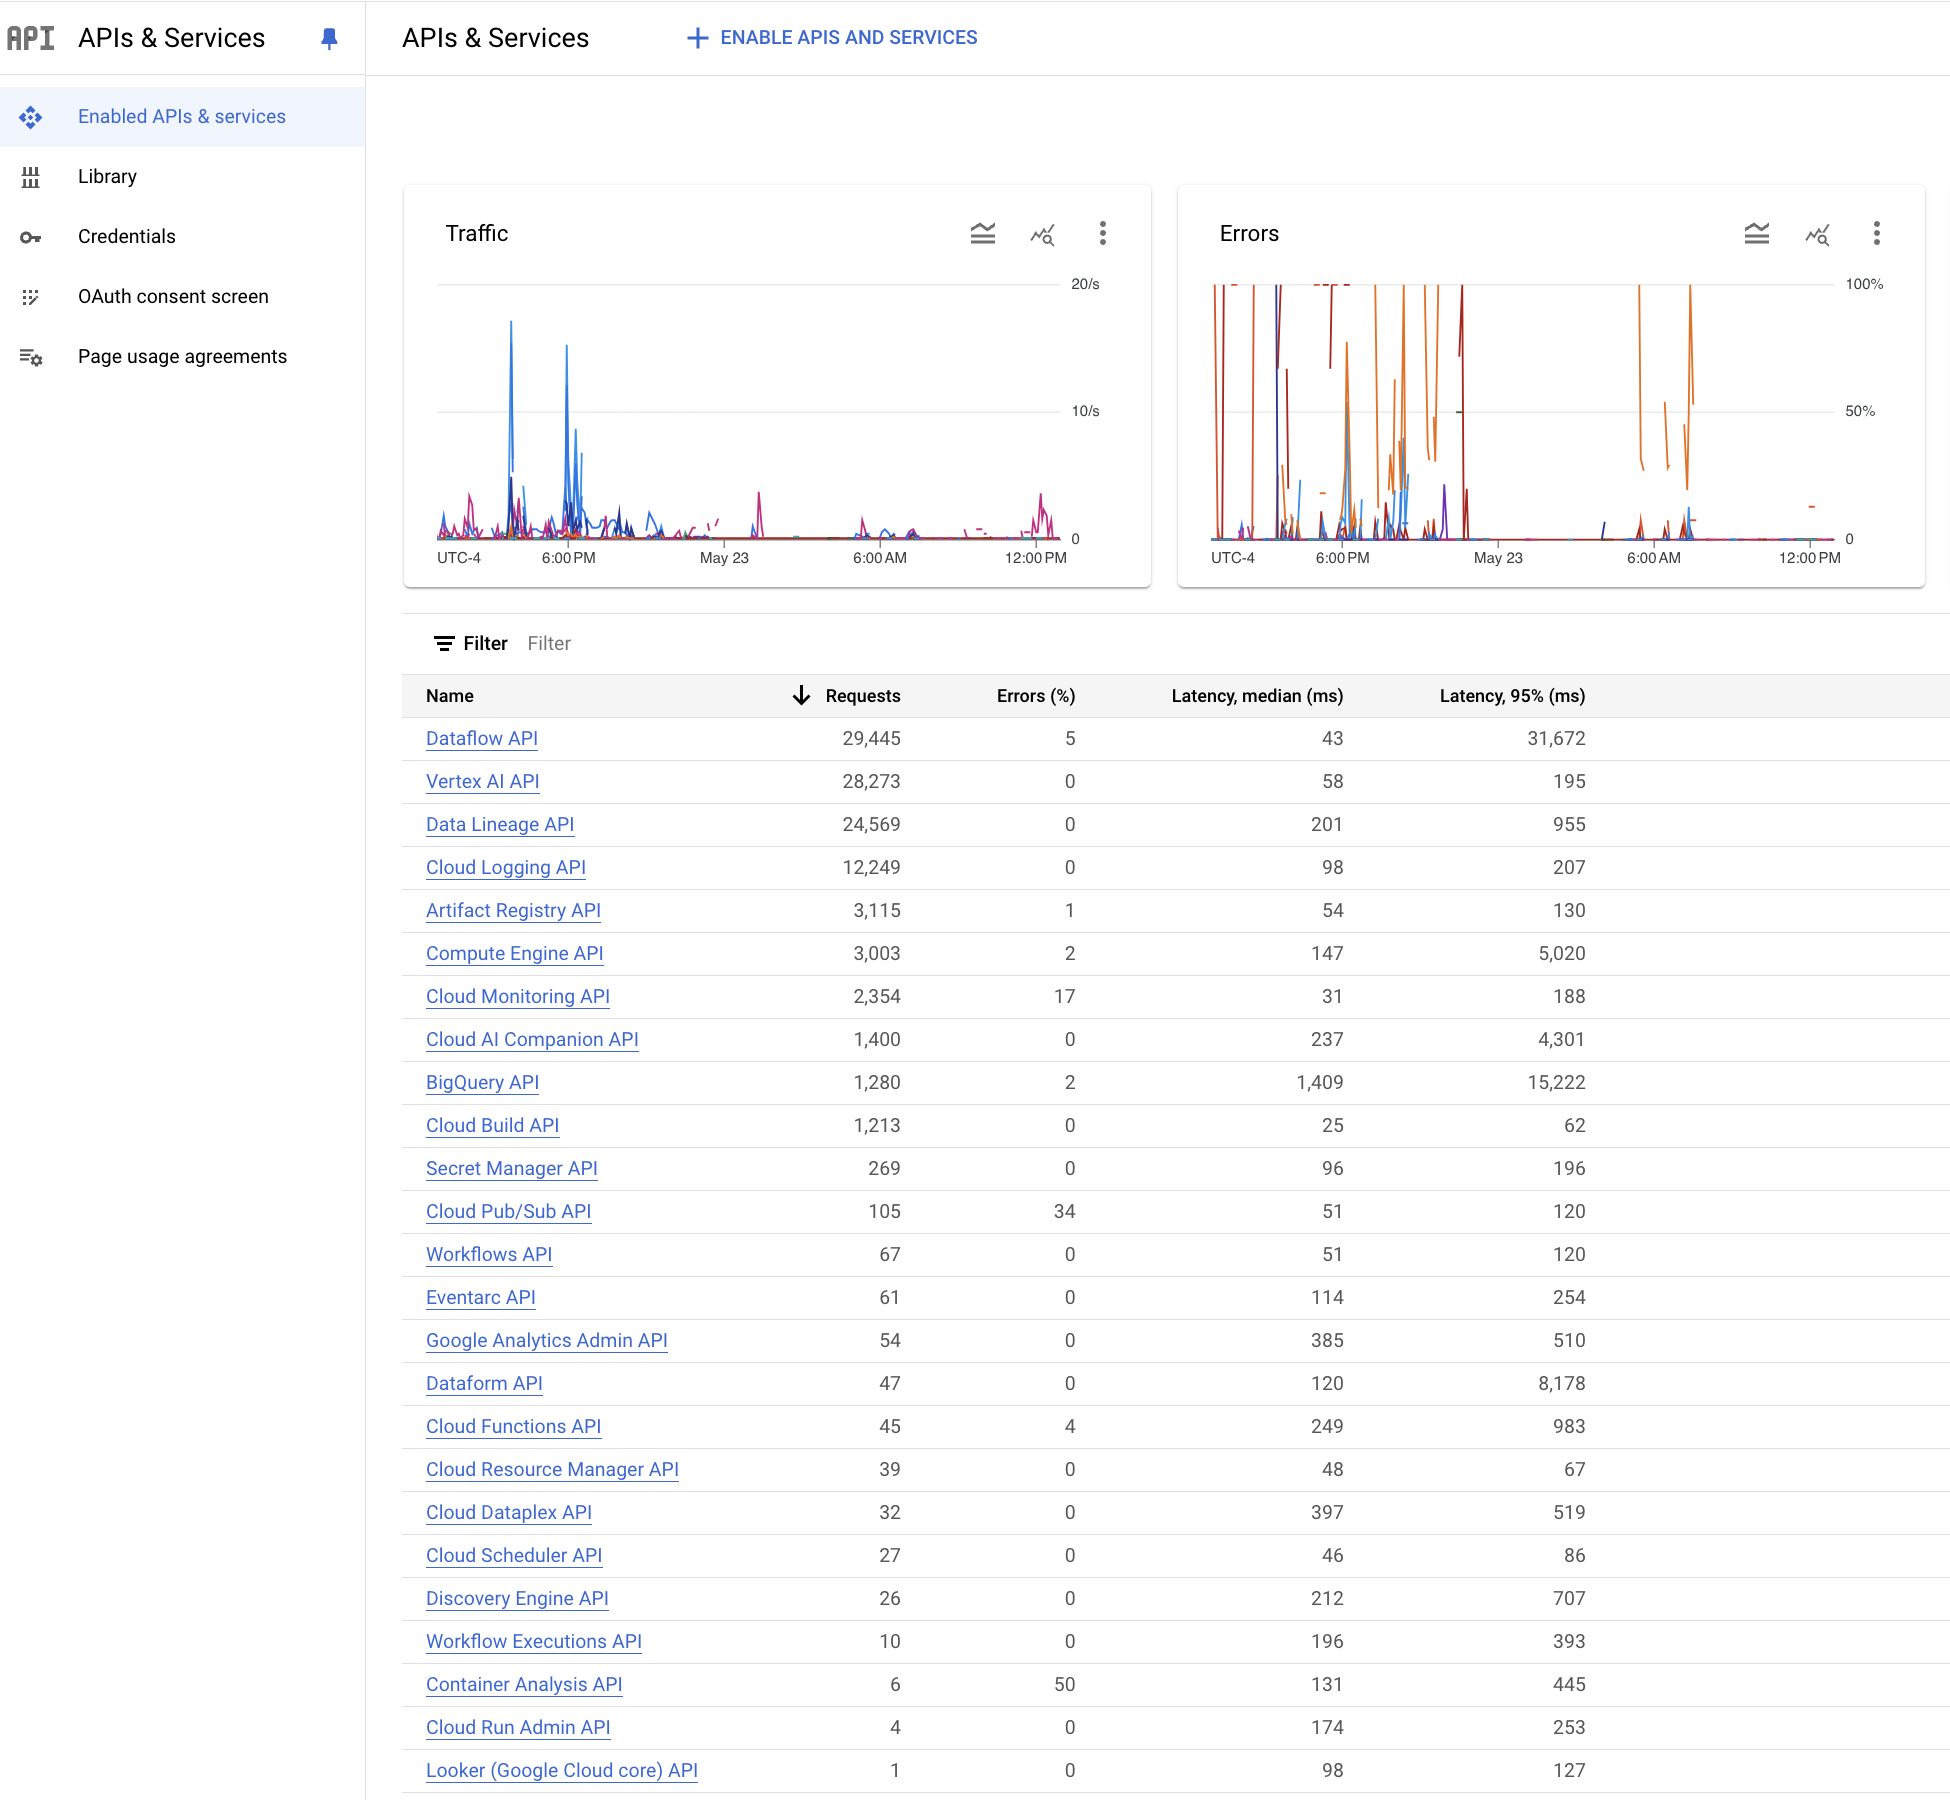 API APIs & Services
APIs & Services
ENABLE APIS AND SERVICES
Enabled APIs & services
Library
Credentials
OAuth consent screen
Page usage agreements
Traffic
20/s
10/s
0
UTC-4 6:00 PM May 23 6:00 AM 12:00 PM
Errors
100%
50%
0
UTC-4 6:00 PM May 23 6:00 AM 12:00 PM
Filter Filter
Name Requests Errors (%) Latency, median (ms) Latency, 95% (ms)
Dataflow API 29,445 5 43 31,672
Vertex AI API 28,273 0 58 195
Data Lineage API 24,569 0 201 955
Cloud Logging API 12,249 0 98 207
Artifact Registry API 3,115 1 54 130
Compute Engine API 3,003 2 147 5,020
Cloud Monitoring API 2,354 17 31 188
Cloud AI Companion API 1,400 0 237 4,301
BigQuery API 1,280 2 1,409 15,222
Cloud Build API 1,213 0 25 62
Secret Manager API 269 0 96 196
Cloud Pub/Sub API 105 34 51 120
Workflows API 67 0 51 120
Eventarc API 61 0 114 254
Google Analytics Admin API 54 0 385 510
Dataform API 47 0 120 8,178
Cloud Functions API 45 4 249 983
Cloud Resource Manager API 39 0 48 67
Cloud Dataplex API 32 0 397 519
Cloud Scheduler API 27 0 46 86
Discovery Engine API 26 0 212 707
Workflow Executions API 10 0 196 393
Container Analysis API 6 50 131 445
Cloud Run Admin API 4 0 174 253
Looker (Google Cloud core) API 1 0 98 127